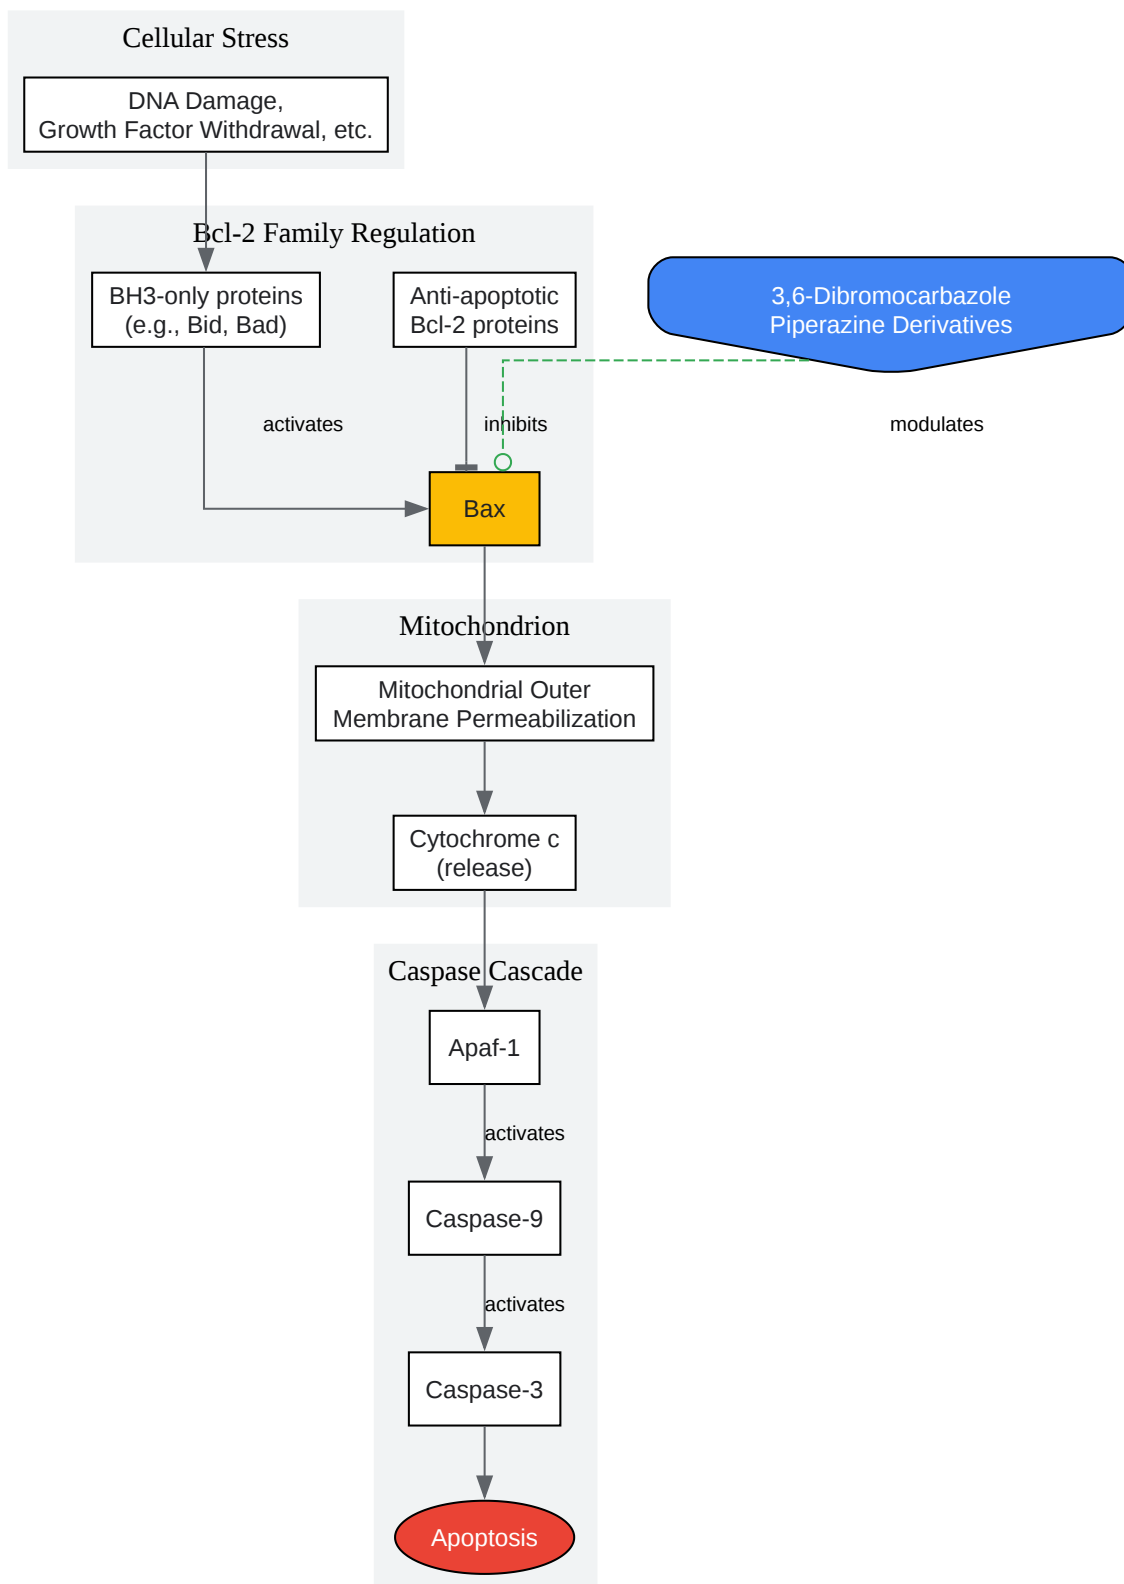 Cellular Stress
DNA Damage,
Growth Factor Withdrawal, etc.
Bcl-2 Family Regulation
BH3-only proteins
(e.g., Bid, Bad)
Anti-apoptotic
Bcl-2 proteins
3,6-Dibromocarbazole
Piperazine Derivatives
activates
inhibits
modulates
Bax
Mitochondrion
Mitochondrial Outer
Membrane Permeabilization
Cytochrome c
(release)
Caspase Cascade
Apaf-1
activates
Caspase-9
activates
Caspase-3
Apoptosis